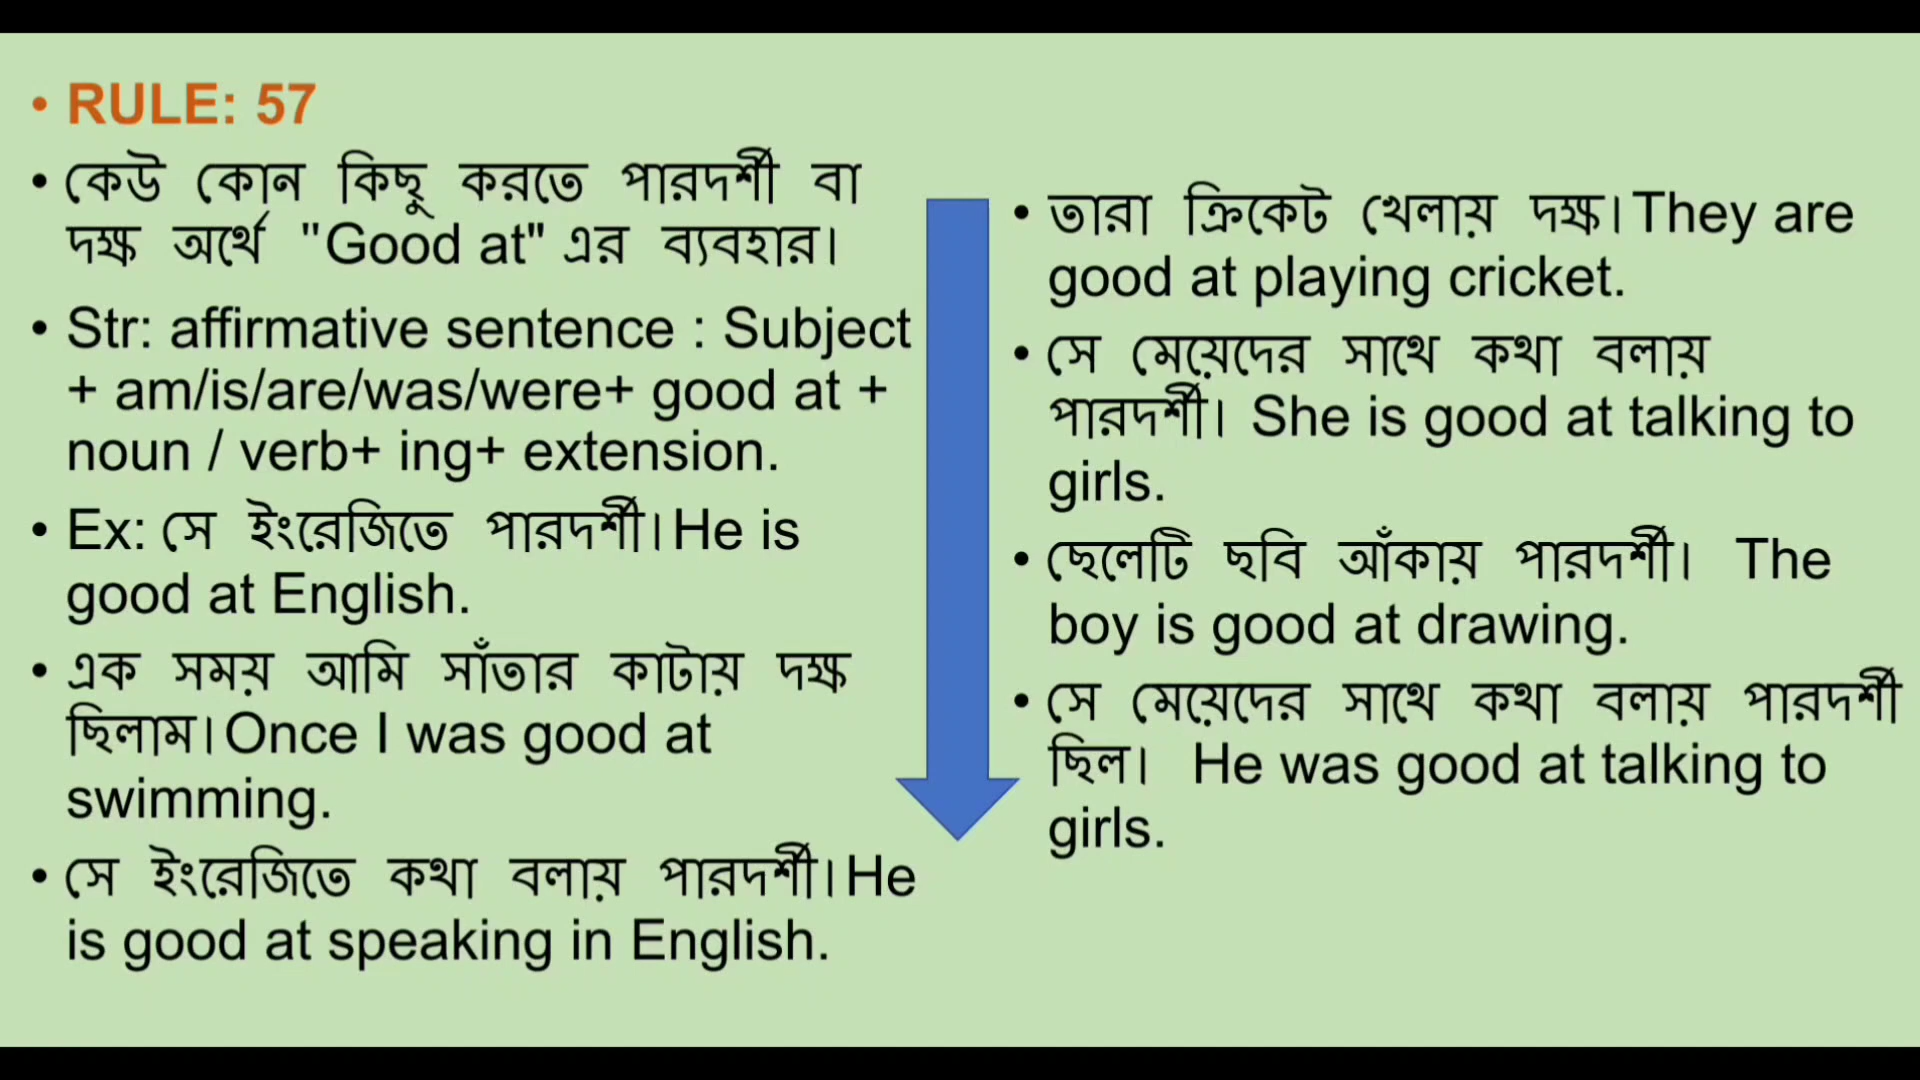 • RULE: 57
• কেউ কোন কিছু করতে পারদর্শী বা
দক্ষ অর্থে "Good at" এর ব্যবহার।
• Str: affirmative sentence : Subject
+ am/is/are/was/were+ good at +
noun / verb+ ing+ extension.
• Ex: সে ইংরেজিতে পারদর্শী। He is
good at English.
• এক সময় আমি সাঁতার কাটায় দক্ষ
ছিলাম। Once I was good at
swimming.
• সে ইংরেজিতে কথা বলায় পারদর্শী। He
is good at speaking in English.
• তারা ক্রিকেট খেলায় দক্ষ। They are
good at playing cricket.
• সে মেয়েদের সাথে কথা বলায়
পারদর্শী। She is good at talking to
girls.
• ছেলেটি ছবি আঁকায় পারদর্শী। The
boy is good at drawing.
• সে মেয়েদের সাথে কথা বলায় পারদর্শী
ছিল। He was good at talking to
girls.